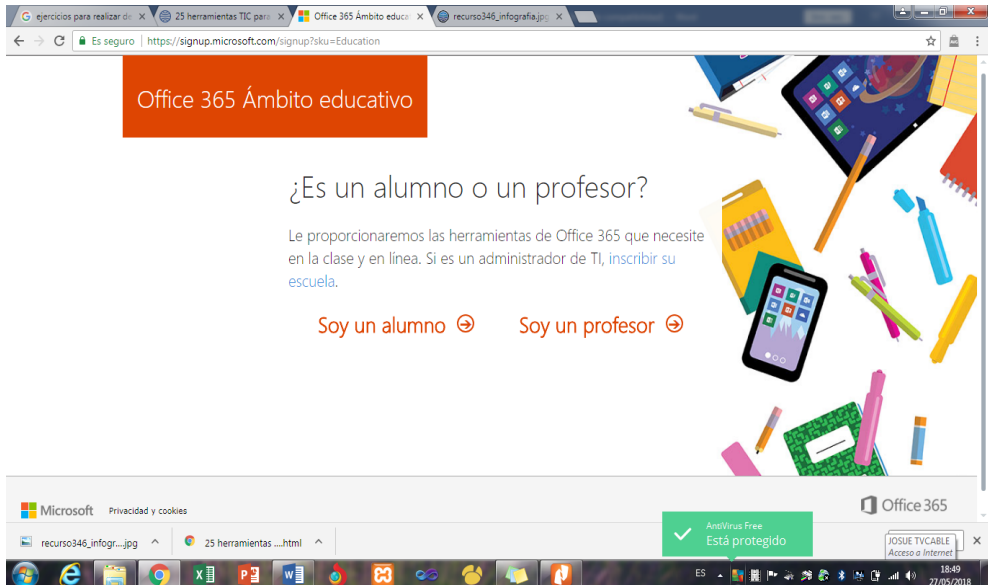 ejercicios para realizar de
25 herramientas TIC para
Office 365 Ámbito educa
recurso346_infografia.jp
Es seguro | https://signup.microsoft.com/signup?sku=Education
Office 365 Ámbito educativo
¿Es un alumno o un profesor?
Le proporcionaremos las herramientas de Office 365 que necesite
en la clase y en línea. Si es un administrador de TI, inscribir su
escuela.
Soy un alumno
Soy un profesor
Microsoft Privacidad y cookies
Office 365
recurso346_infogr....jpg
25 herramientas ....html
AntiVirus Free
Está protegido
JOSUE TVCABLE
Acceso a Internet
ES
18:49
27/05/2018